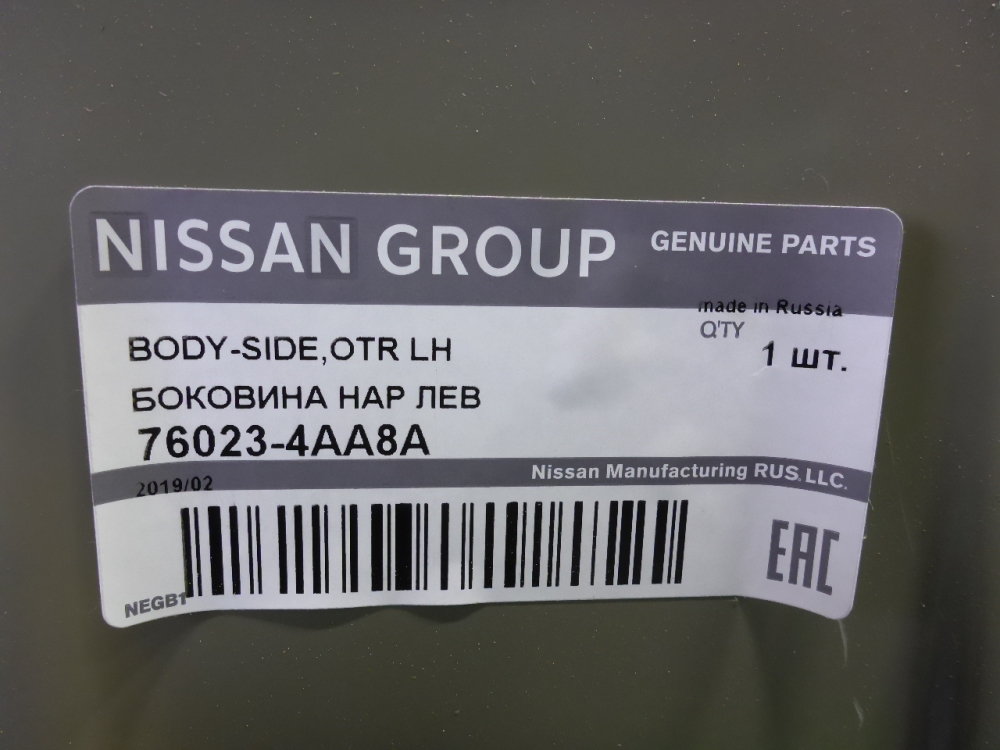 NISSAN GROUP GENUINE PARTS
made in Russia
Q'TY
BODY-SIDE,OTR LH
1 шт.
БОКОВИНА НАР ЛЕВ
76023-4AA8A
Nissan Manufacturing RUS.LLC.
2019/02
EAC
NEGB1